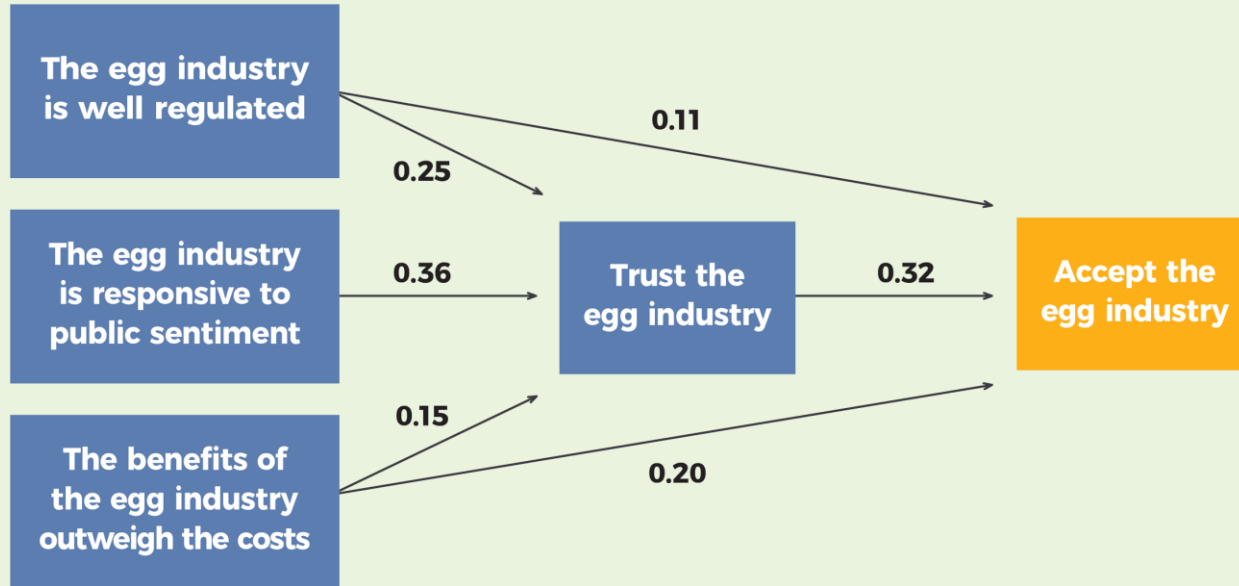 The egg industry
is well regulated
0.11
0.25
The egg industry
is responsive to
public sentiment
0.36
Trust the
egg industry
0.32
Accept the
egg industry
0.15
The benefits of
the egg industry
outweigh the costs
0.20